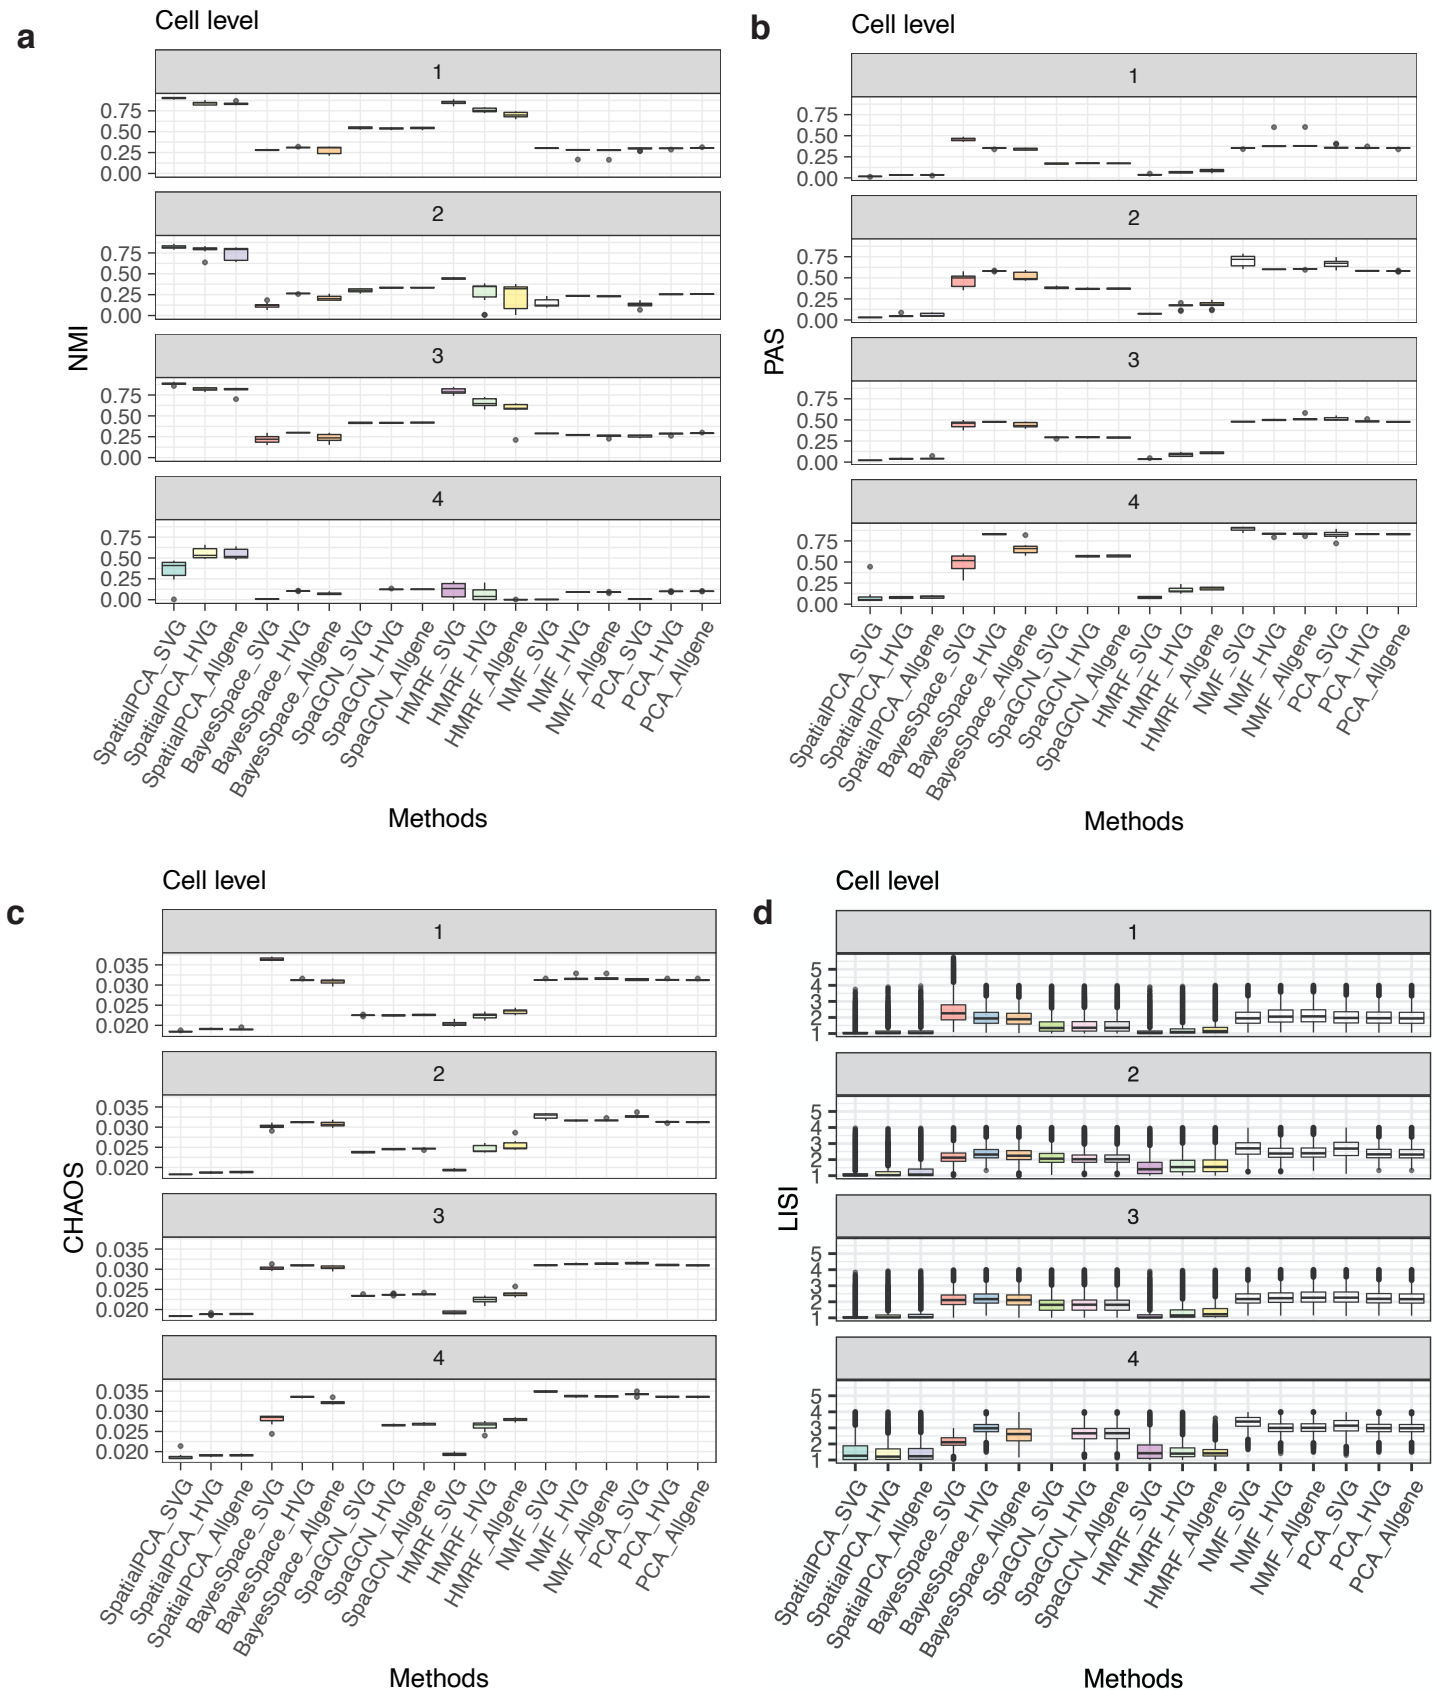 a
Cell level
1
0.75
0.50
0.25
0.00
2
0.75
0.50
0.25
0.00
3
0.75
0.50
0.25
0.00
4
0.75
0.50
0.25
0.00
NMI
SpatialPCA_SVG
SpatialPCA_HVG
SpatialPCA_Allgene
BayesSpace_SVG
BayesSpace_HVG
BayesSpace_Allgene
SpaGCN_SVG
SpaGCN_HVG
SpaGCN_Allgene
HMRF_SVG
HMRF_HVG
HMRF_Allgene
NMF_SVG
NMF_HVG
NMF_Allgene
PCA_SVG
PCA_HVG
PCA_Allgene
Methods
b
Cell level
1
0.75
0.50
0.25
0.00
2
0.75
0.50
0.25
0.00
3
0.75
0.50
0.25
0.00
4
0.75
0.50
0.25
0.00
PAS
SpatialPCA_SVG
SpatialPCA_HVG
SpatialPCA_Allgene
BayesSpace_SVG
BayesSpace_HVG
BayesSpace_Allgene
SpaGCN_SVG
SpaGCN_HVG
SpaGCN_Allgene
HMRF_SVG
HMRF_HVG
HMRF_Allgene
NMF_SVG
NMF_HVG
NMF_Allgene
PCA_SVG
PCA_HVG
PCA_Allgene
Methods
c
Cell level
1
0.035
0.030
0.025
0.020
2
0.035
0.030
0.025
0.020
3
0.035
0.030
0.025
0.020
4
0.035
0.030
0.025
0.020
CHAOS
SpatialPCA_SVG
SpatialPCA_HVG
SpatialPCA_Allgene
BayesSpace_SVG
BayesSpace_HVG
BayesSpace_Allgene
SpaGCN_SVG
SpaGCN_HVG
SpaGCN_Allgene
HMRF_SVG
HMRF_HVG
HMRF_Allgene
NMF_SVG
NMF_HVG
NMF_Allgene
PCA_SVG
PCA_HVG
PCA_Allgene
Methods
d
Cell level
1
5
4
3
2
1
2
5
4
3
2
1
3
5
4
3
2
1
4
5
4
3
2
1
LISI
SpatialPCA_SVG
SpatialPCA_HVG
SpatialPCA_Allgene
BayesSpace_SVG
BayesSpace_HVG
BayesSpace_Allgene
SpaGCN_SVG
SpaGCN_HVG
SpaGCN_Allgene
HMRF_SVG
HMRF_HVG
HMRF_Allgene
NMF_SVG
NMF_HVG
NMF_Allgene
PCA_SVG
PCA_HVG
PCA_Allgene
Methods